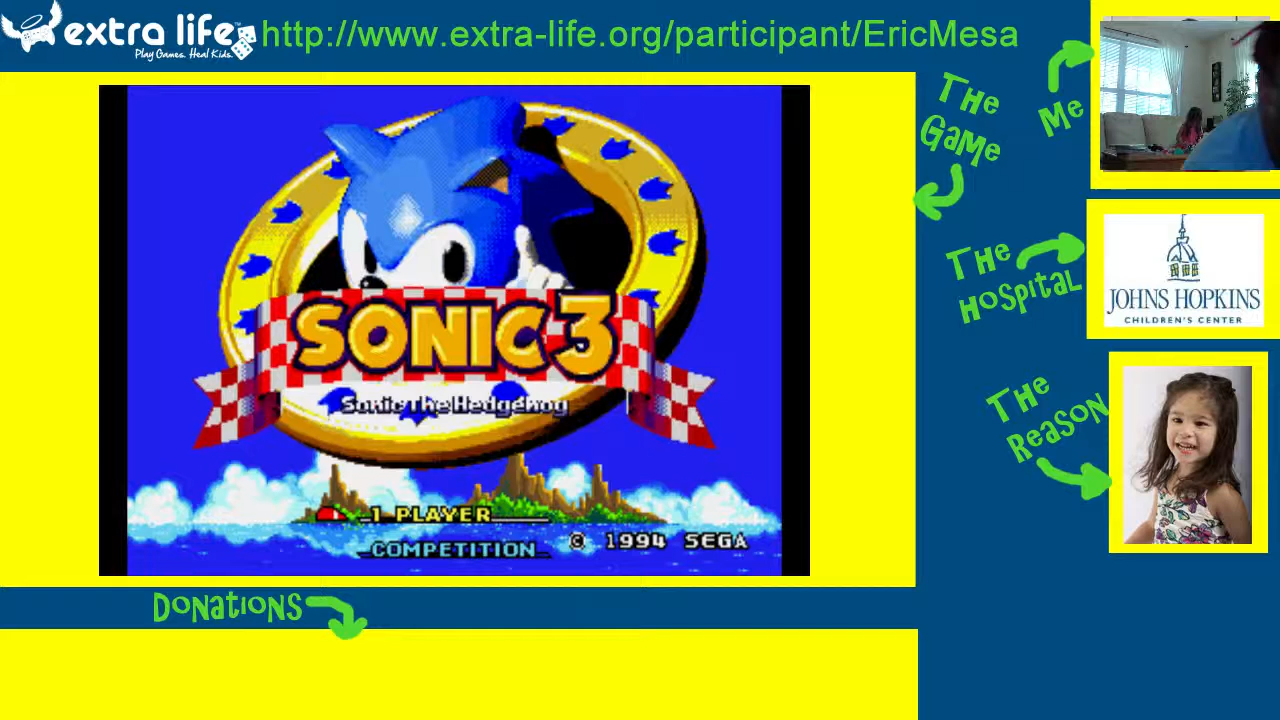 extra life
Play Games. Heal Kids.
http://www.extra-life.org/participant/EricMesa
The
Game
Me
SONIC 3
Sonic The Hedgehog
1 PLAYER
COMPETITION
© 1994 SEGA
The
Hospital
JOHNS HOPKINS
CHILDREN'S CENTER
The
Reason
Donations